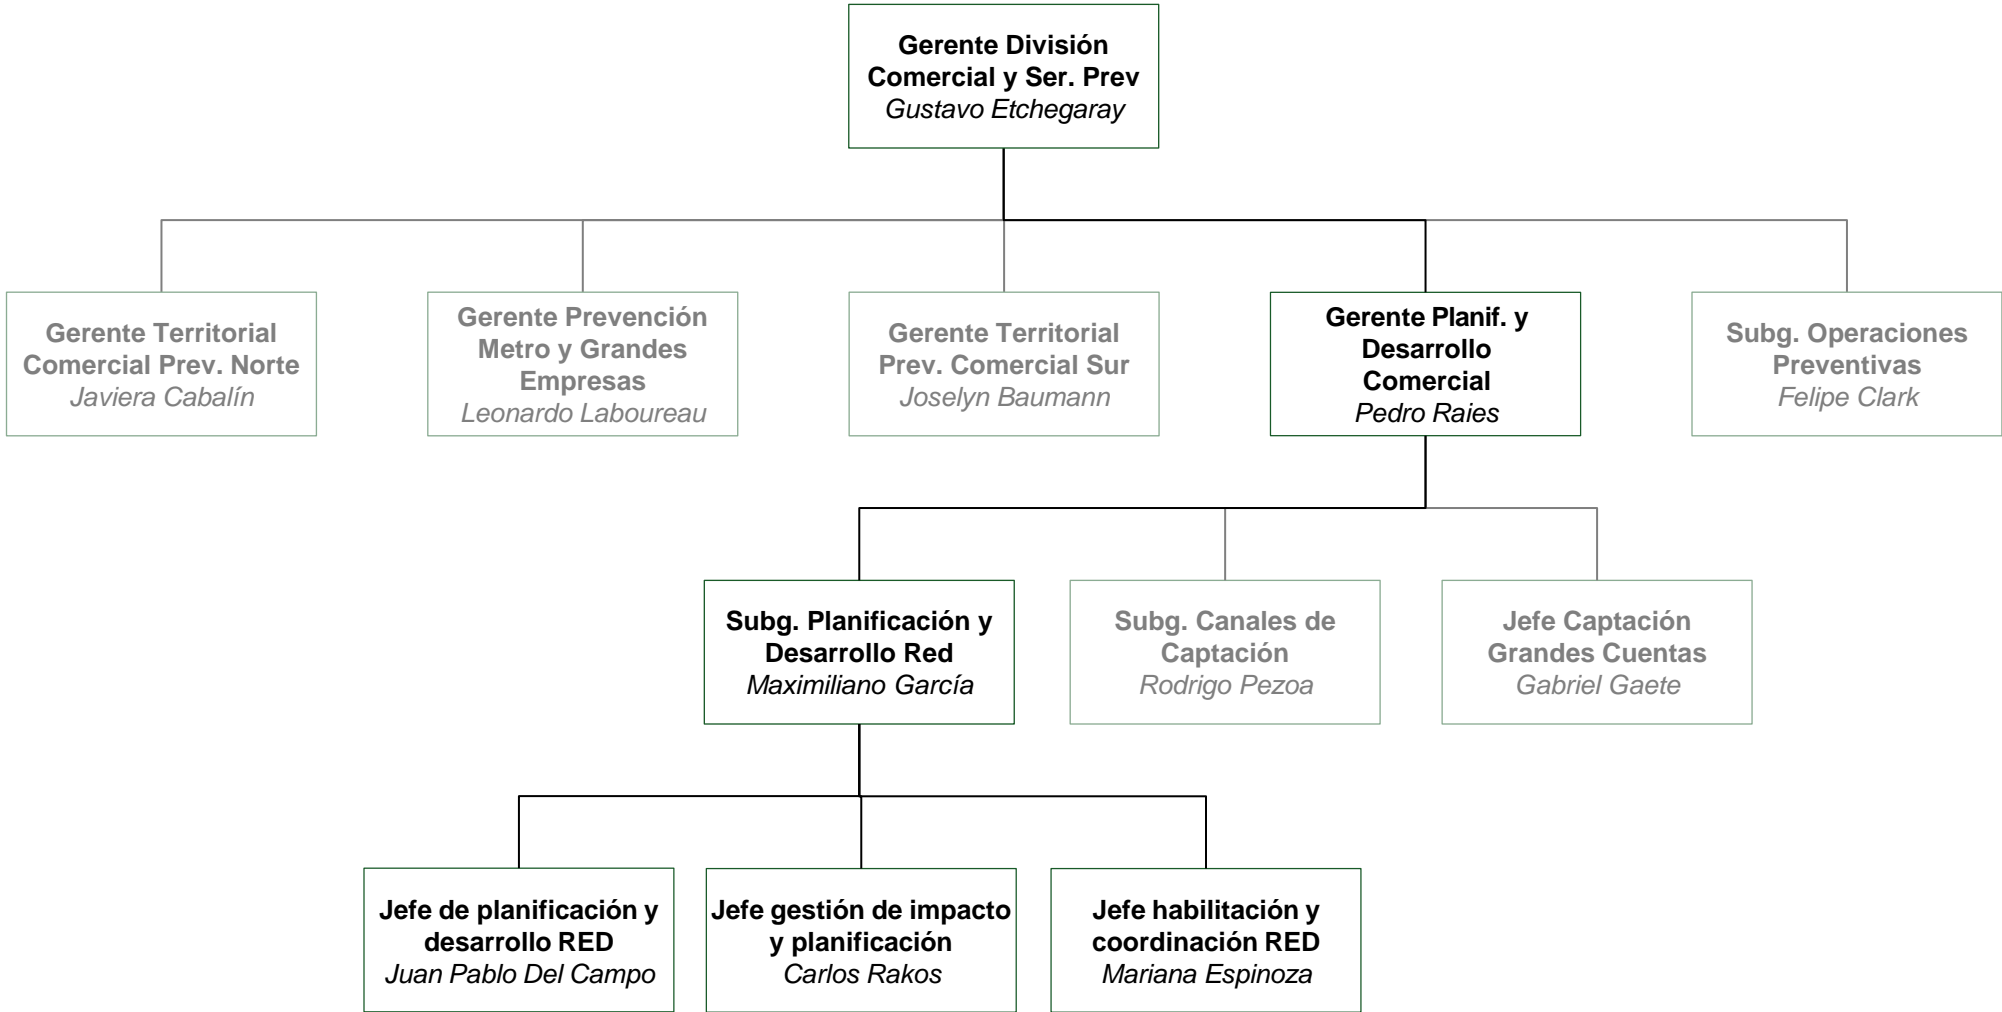 Gerente División
Comercial y Ser. Prev
Gustavo Etchegaray
Gerente Territorial
Comercial Prev. Norte
Javiera Cabalín
Gerente Prevención
Metro y Grandes
Empresas
Leonardo Laboureau
Gerente Territorial
Prev. Comercial Sur
Joselyn Baumann
Gerente Planif. y
Desarrollo
Comercial
Pedro Raies
Subg. Operaciones
Preventivas
Felipe Clark
Subg. Planificación y
Desarrollo Red
Maximiliano García
Subg. Canales de
Captación
Rodrigo Pezoa
Jefe Captación
Grandes Cuentas
Gabriel Gaete
Jefe de planificación y
desarrollo RED
Juan Pablo Del Campo
Jefe gestión de impacto
y planificación
Carlos Rakos
Jefe habilitación y
coordinación RED
Mariana Espinoza